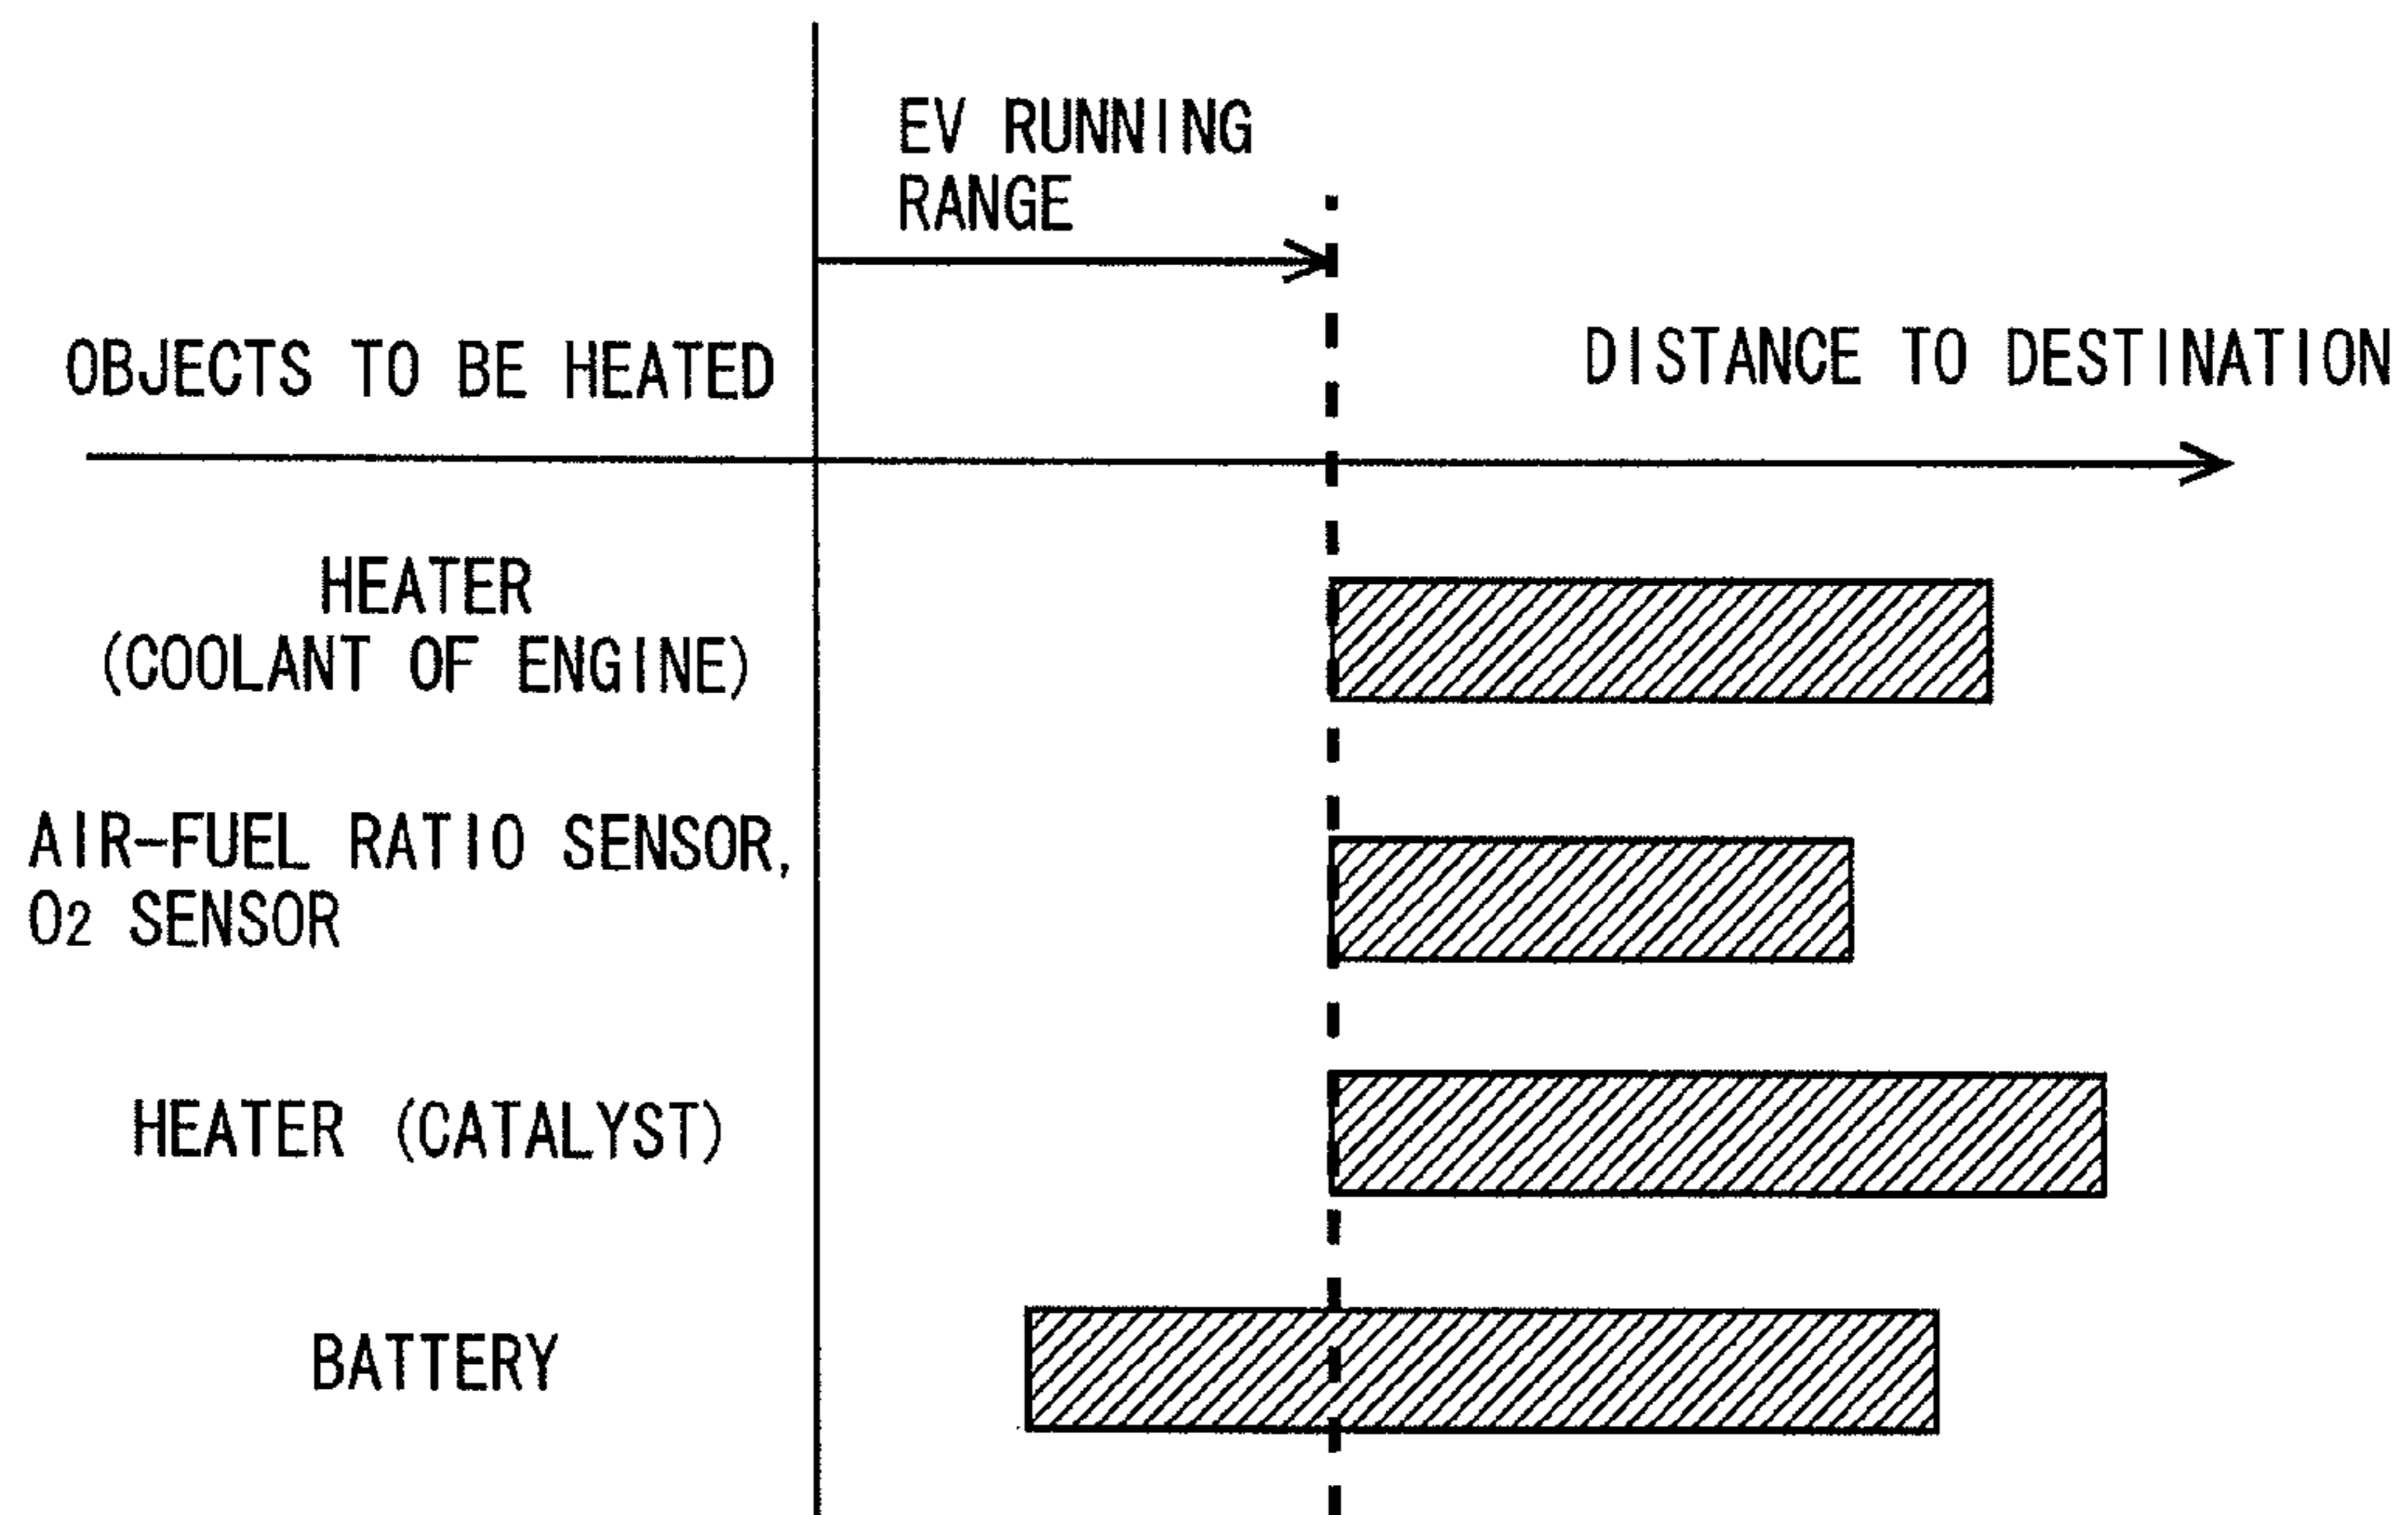 EV RUNNING
RANGE
OBJECTS TO BE HEATED
DISTANCE TO DESTINATION
HEATER
(COOLANT OF ENGINE)
AIR-FUEL RATIO SENSOR,
O2 SENSOR
HEATER (CATALYST)
BATTERY